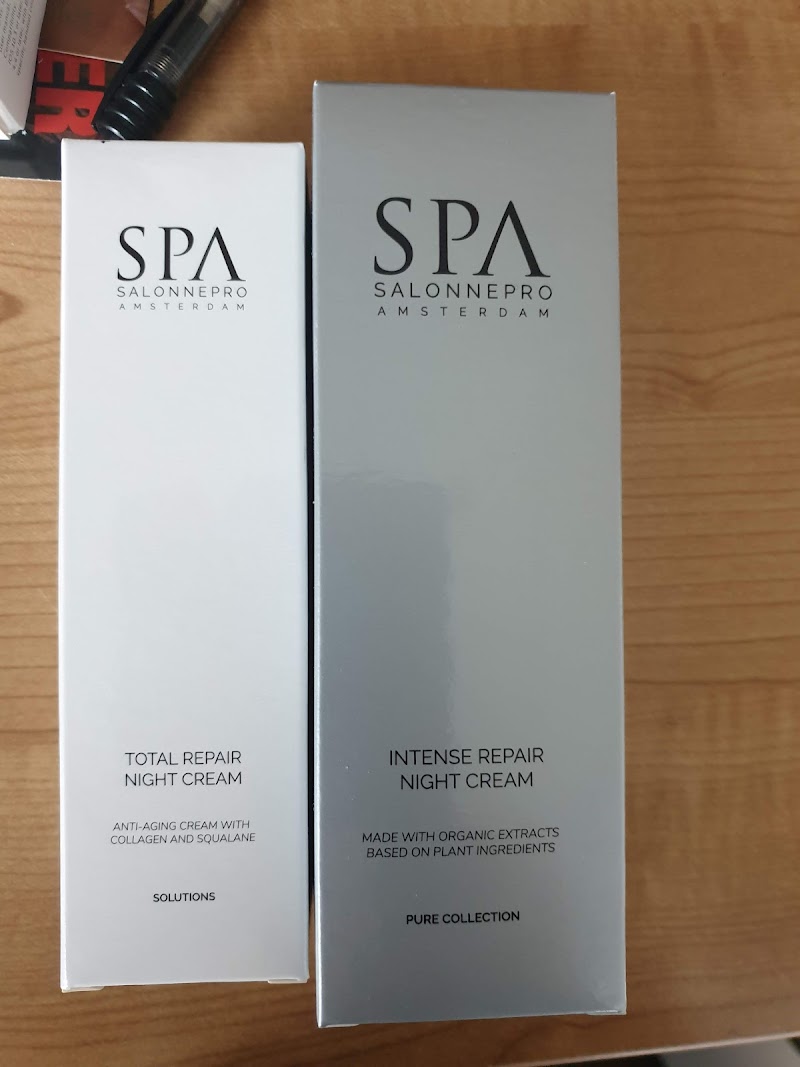 ER
SPA
SALONNEPRO
AMSTERDAM
TOTAL REPAIR
NIGHT CREAM
ANTI-AGING CREAM WITH
COLLAGEN AND SQUALANE
SOLUTIONS
SPA
SALONNEPRO
AMSTERDAM
INTENSE REPAIR
NIGHT CREAM
MADE WITH ORGANIC EXTRACTS
BASED ON PLANT INGREDIENTS
PURE COLLECTION